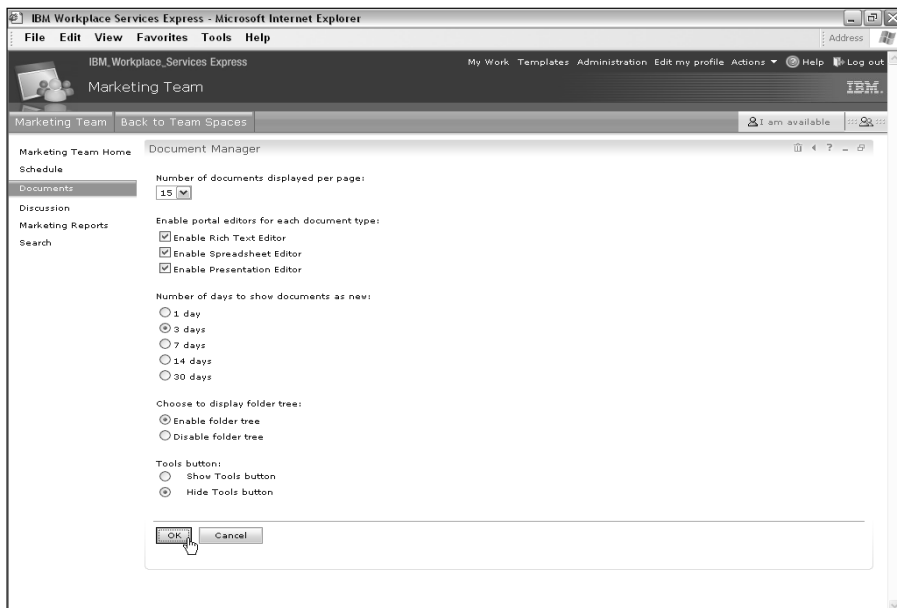 IBM Workplace Services Express - Microsoft Internet Explorer
File Edit View Favorites Tools Help Address
IBM_Workplace_Services Express My Work Templates Administration Edit my profile Actions Help Log out
Marketing Team IBM.
Marketing Team Back to Team Spaces I am available
Marketing Team Home
Schedule
Documents
Discussion
Marketing Reports
Search
Document Manager
Number of documents displayed per page:
15
Enable portal editors for each document type:
Enable Rich Text Editor
Enable Spreadsheet Editor
Enable Presentation Editor
Number of days to show documents as new:
1 day
3 days
7 days
14 days
30 days
Choose to display folder tree:
Enable folder tree
Disable folder tree
Tools button:
Show Tools button
Hide Tools button
OK Cancel